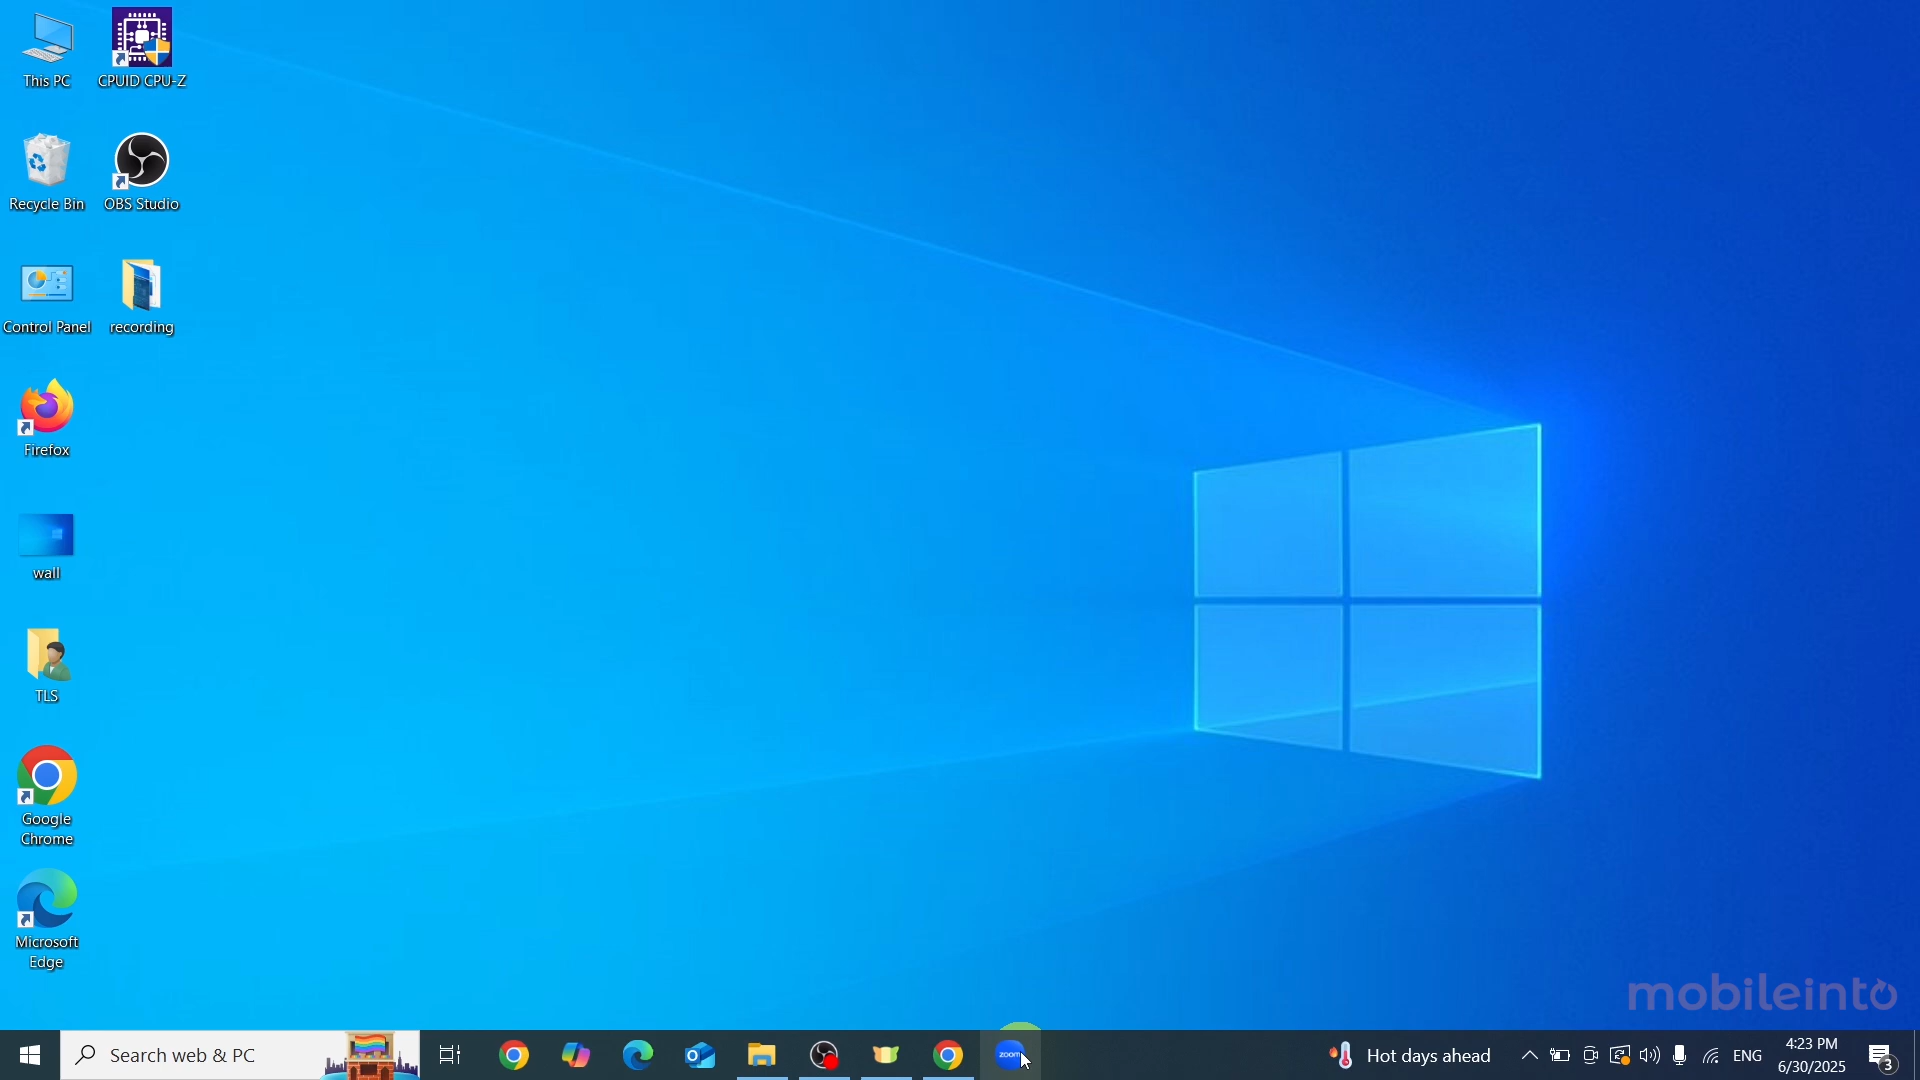 This PC
CPUID CPU-Z
Recycle Bin
OBS Studio
Control Panel
recording
Firefox
wall
TLS
Google
Chrome
Microsoft
Edge
mobileinto
Search web & PC
zoom
Hot days ahead
ENG
4:23 PM
6/30/2025
3